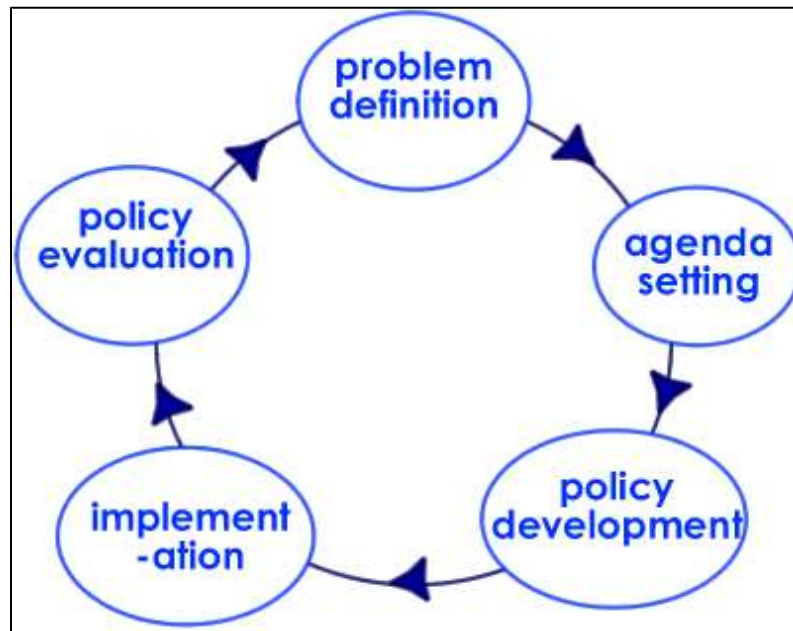 problem
definition
agenda
setting
policy
development
implement
-ation
policy
evaluation